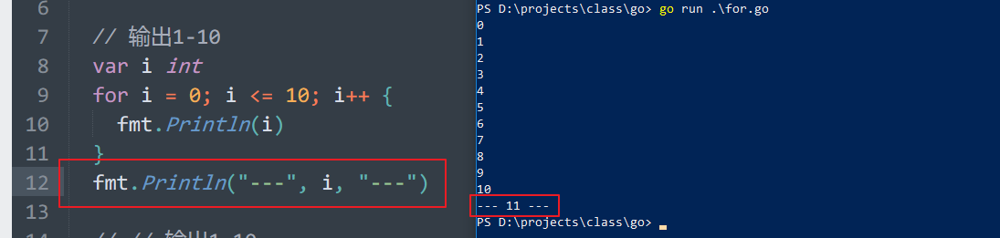 6
7 // 输出1-10
8 var i int
9 for i = 0; i <= 10; i++ {
10 fmt.Println(i)
11 }
12 fmt.Println("---", i, "---")
13
PS D:\projects\class\go> go run .\for.go
0
1
2
3
4
5
6
7
8
9
10
--- 11 ---
PS D:\projects\class\go>